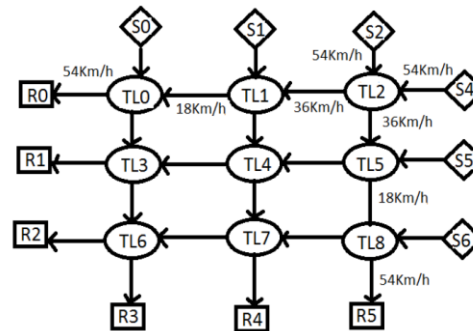 S0 S1 S2
54Km/h 54Km/h 54Km/h
R0 TL0 18Km/h TL1 36Km/h TL2 S4
36Km/h
R1 TL3 TL4 TL5 S5
18Km/h
R2 TL6 TL7 TL8 S6
54Km/h
R3 R4 R5